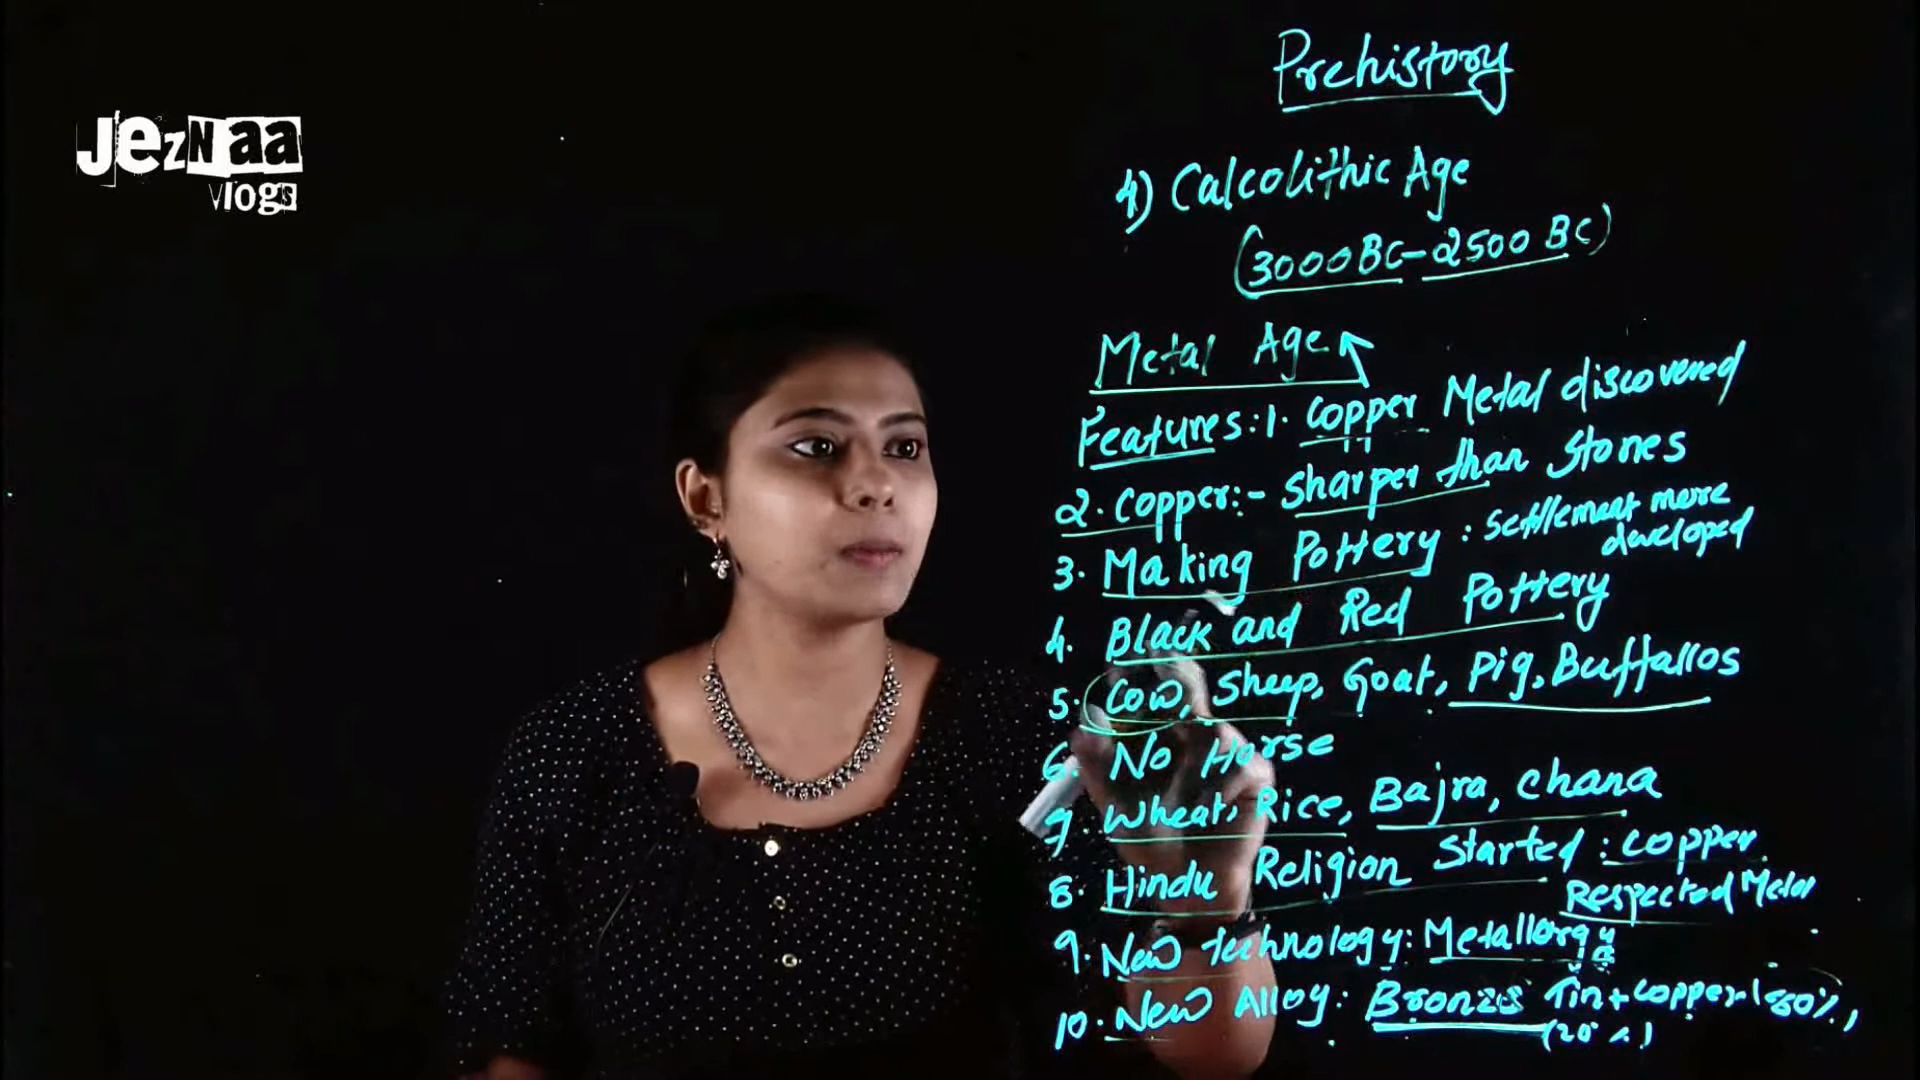 JezNaa
vlogs
Prehistory
4) Calcolithic Age
(3000BC-2500 BC)
Metal Age
Features: 1. Copper Metal discovered
2. Copper:- Sharper than Stones
3. Making Pottery : Settlement more
developed
4. Black and Red Pottery
5. Cow, Sheep, Goat, Pig, Buffallos
6. No Horse
7. Wheat, Rice, Bajra, Chana
8. Hindu Religion Started : Copper
Respected Metal
9. New technology: Metallorgy
10. New Alloy: Bronze Tin+Copper(80%,
(20%)